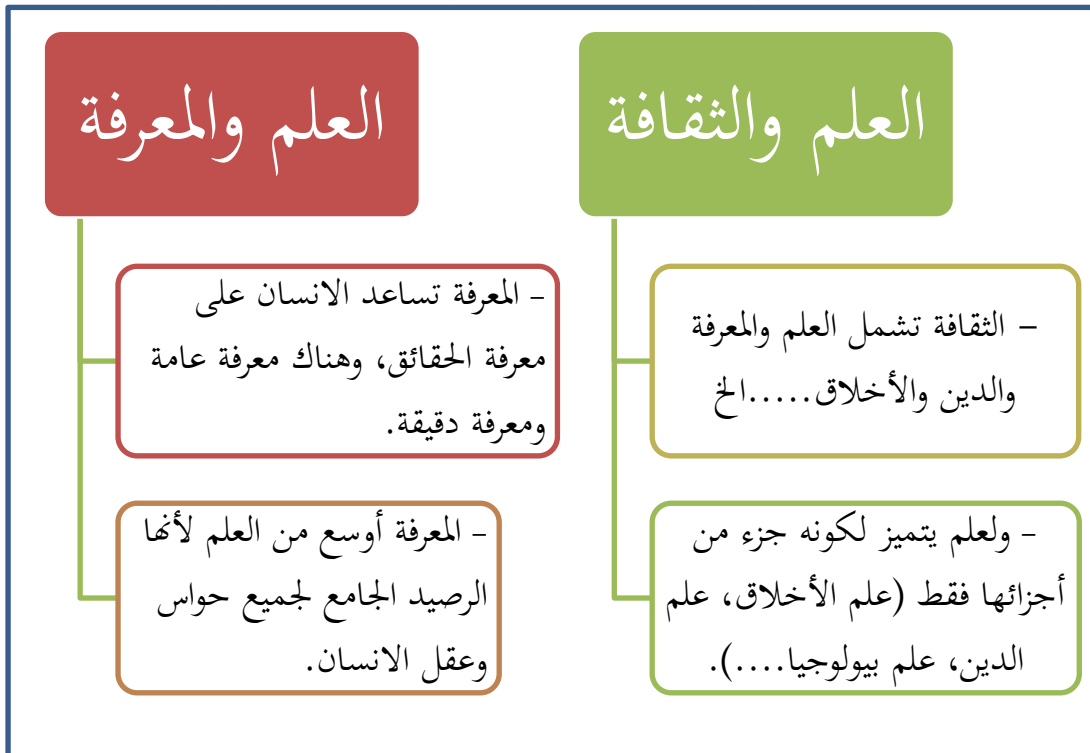 العلم والثقافة
– الثقافة تشمل العلم والمعرفة
والدين والأخلاق.....الخ
– ولعلم يتميز لكونه جزء من
أجزائها فقط (علم الأخلاق، علم
الدين، علم بيولوجيا....).
العلم والمعرفة
– المعرفة تساعد الانسان على
معرفة الحقائق، وهناك معرفة عامة
ومعرفة دقيقة.
– المعرفة أوسع من العلم لأنها
الرصيد الجامع لجميع حواس
وعقل الانسان.